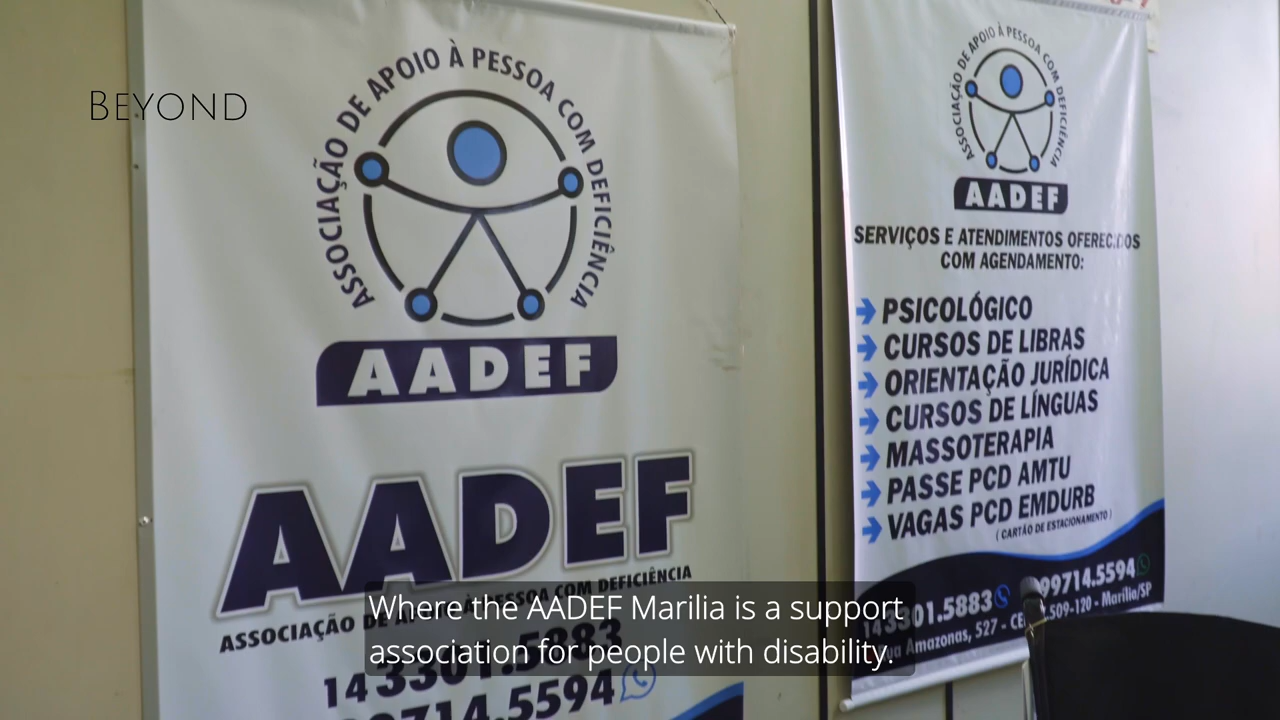 BEYOND
ASSOCIAÇÃO DE APOIO À PESSOA COM DEFICIÊNCIA
AADEF
AADEF
ASSOCIAÇÃO DE APOIO À PESSOA COM DEFICIÊNCIA
14 3301.5883
99714.5594
ASSOCIAÇÃO DE APOIO À PESSOA COM DEFICIÊNCIA
AADEF
SERVIÇOS E ATENDIMENTOS OFERECIDOS
COM AGENDAMENTO:
PSICOLÓGICO
CURSOS DE LIBRAS
ORIENTAÇÃO JURÍDICA
CURSOS DE LÍNGUAS
MASSOTERAPIA
PASSE PCD AMTU
VAGAS PCD EMDURB
( CARTÃO DE ESTACIONAMENTO )
14 3301.5883 99714.5594
Amazonas, 527 - 509-120 - Marília/SP
Where the AADEF Marilia is a support
association for people with disability.